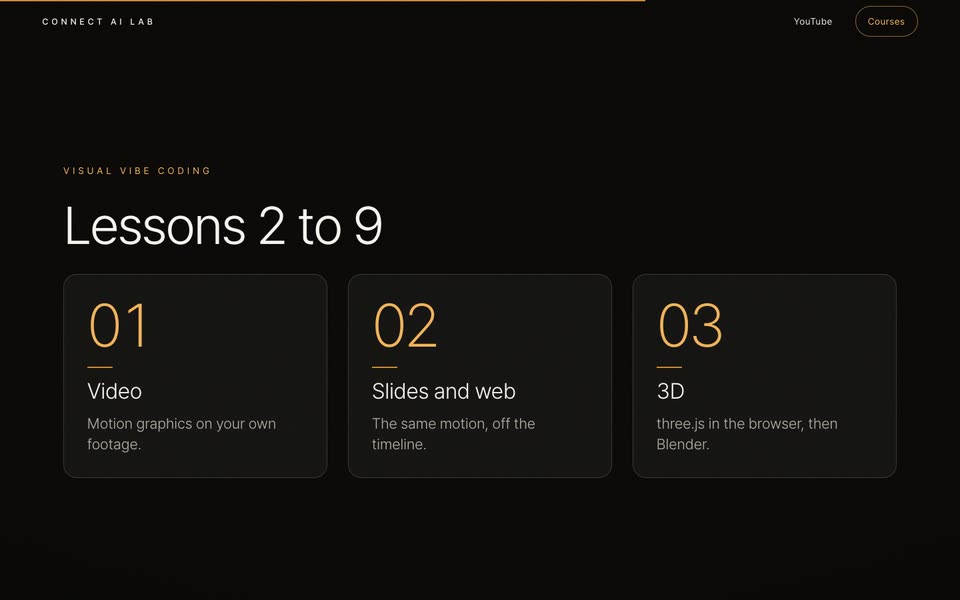 CONNECT AI LAB
YouTube
Courses
VISUAL VIBE CODING
Lessons 2 to 9
01
Video
Motion graphics on your own
footage.
02
Slides and web
The same motion, off the
timeline.
03
3D
three.js in the browser, then
Blender.